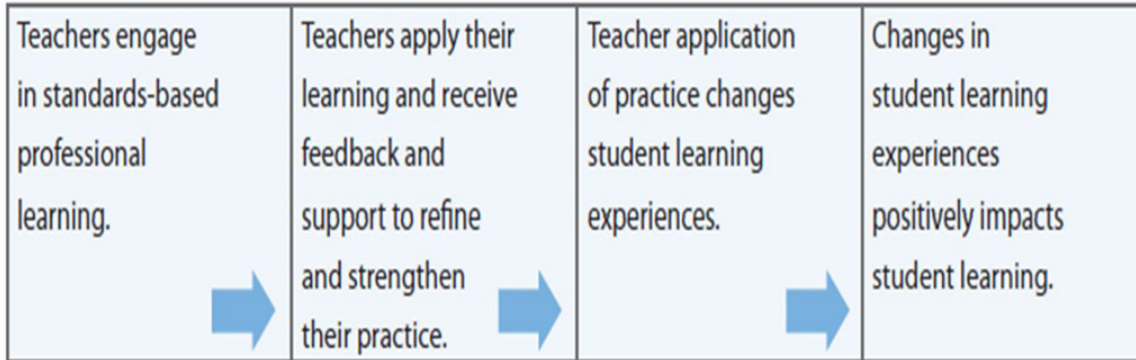 Teachers engage
in standards-based
professional
learning.
Teachers apply their
learning and receive
feedback and
support to refine
and strengthen
their practice.
Teacher application
of practice changes
student learning
experiences.
Changes in
student learning
experiences
positively impacts
student learning.